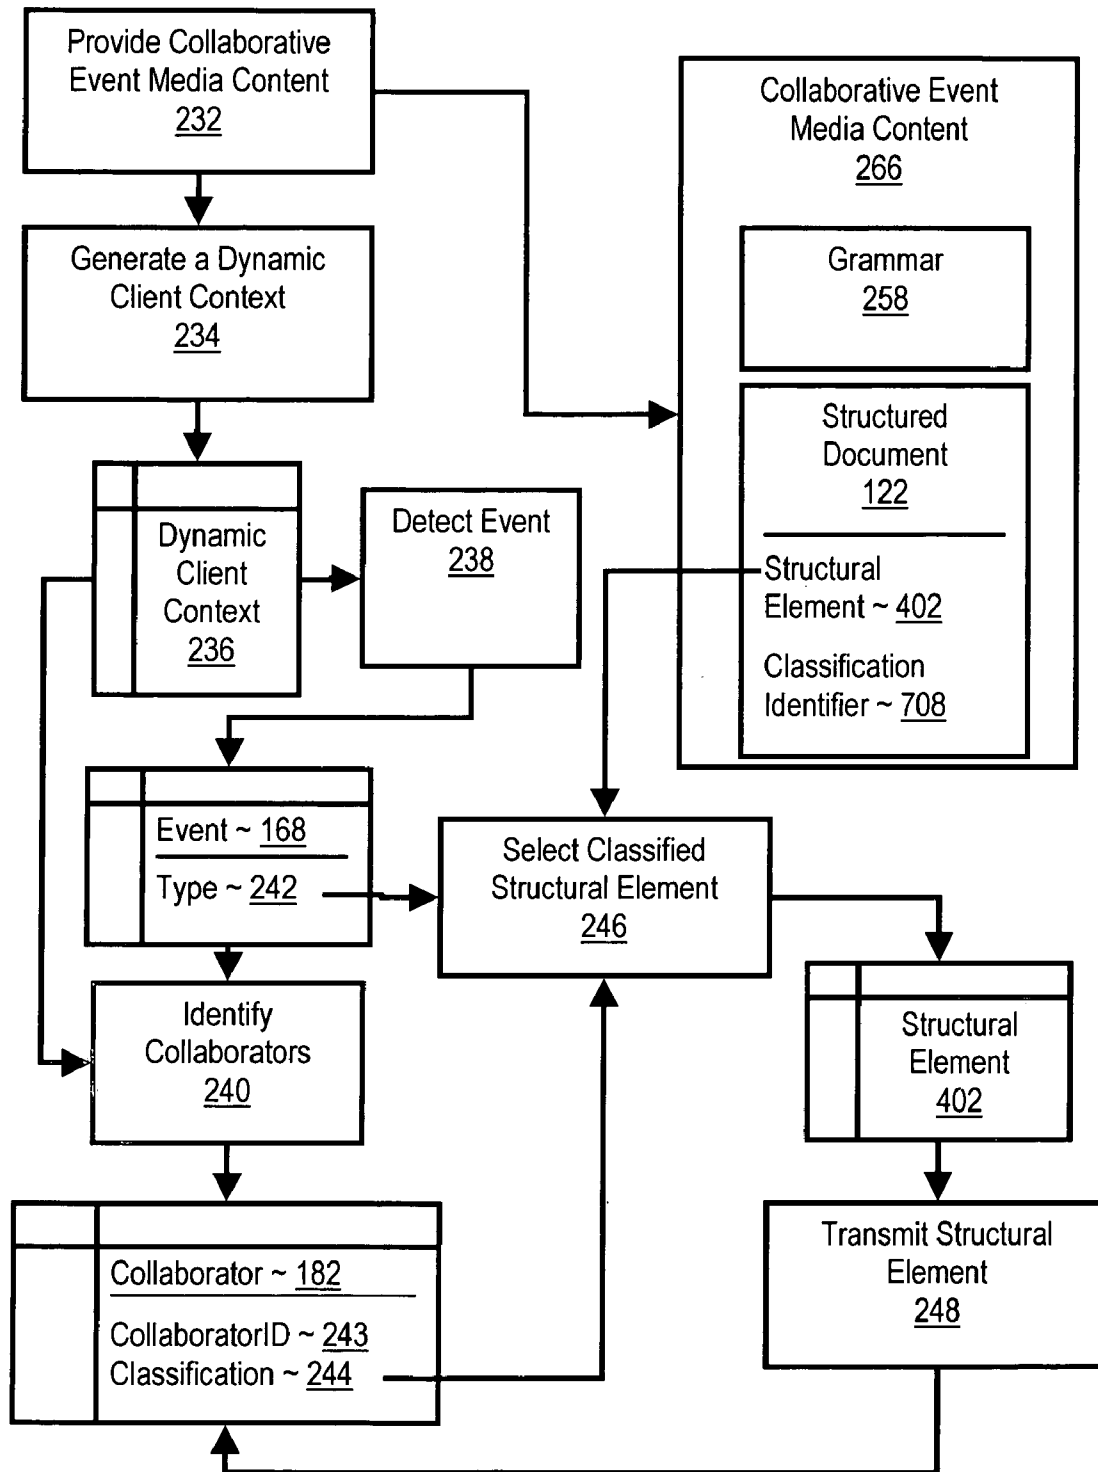 Provide Collaborative
Event Media Content
232
Collaborative Event
Media Content
266
Generate a Dynamic
Client Context
234
Grammar
258
Structured
Document
122
Structural
Element ~ 402
Classification
Identifier ~ 708
Dynamic
Client
Context
236
Detect Event
238
Event ~ 168
Type ~ 242
Select Classified
Structural Element
246
Identify
Collaborators
240
Structural
Element
402
Collaborator ~ 182
CollaboratorID ~ 243
Classification ~ 244
Transmit Structural
Element
248